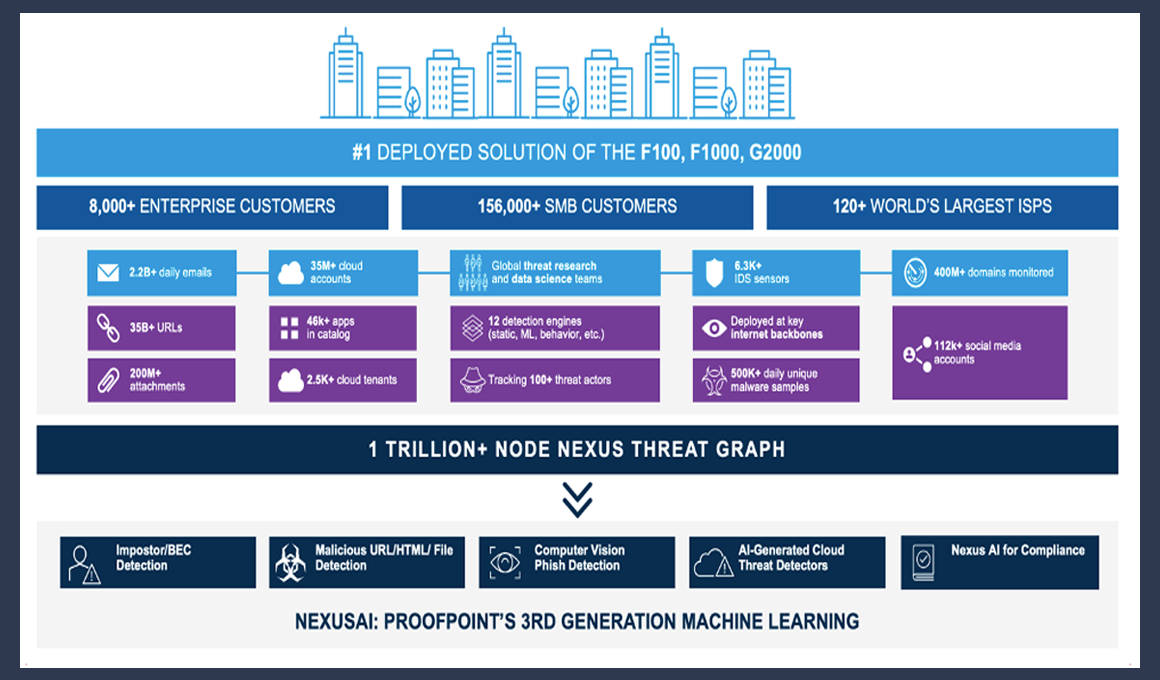 #1 DEPLOYED SOLUTION OF THE F100, F1000, G2000
8,000+ ENTERPRISE CUSTOMERS
156,000+ SMB CUSTOMERS
120+ WORLD'S LARGEST ISPS
2.2B+ daily emails
35M+ cloud
accounts
Global threat research
and data science teams
6.3K+
IDS sensors
400M+ domains monitored
35B+ URLs
46k+ apps
in catalog
12 detection engines
(static, ML, behavior, etc.)
Deployed at key
internet backbones
112k+ social media
accounts
200M+
attachments
2.5K+ cloud tenants
Tracking 100+ threat actors
500K+ daily unique
malware samples
1 TRILLION+ NODE NEXUS THREAT GRAPH
Impostor/BEC
Detection
Malicious URL/HTML/ File
Detection
Computer Vision
Phish Detection
AI-Generated Cloud
Threat Detectors
Nexus AI for Compliance
NEXUSAI: PROOFPOINT'S 3RD GENERATION MACHINE LEARNING